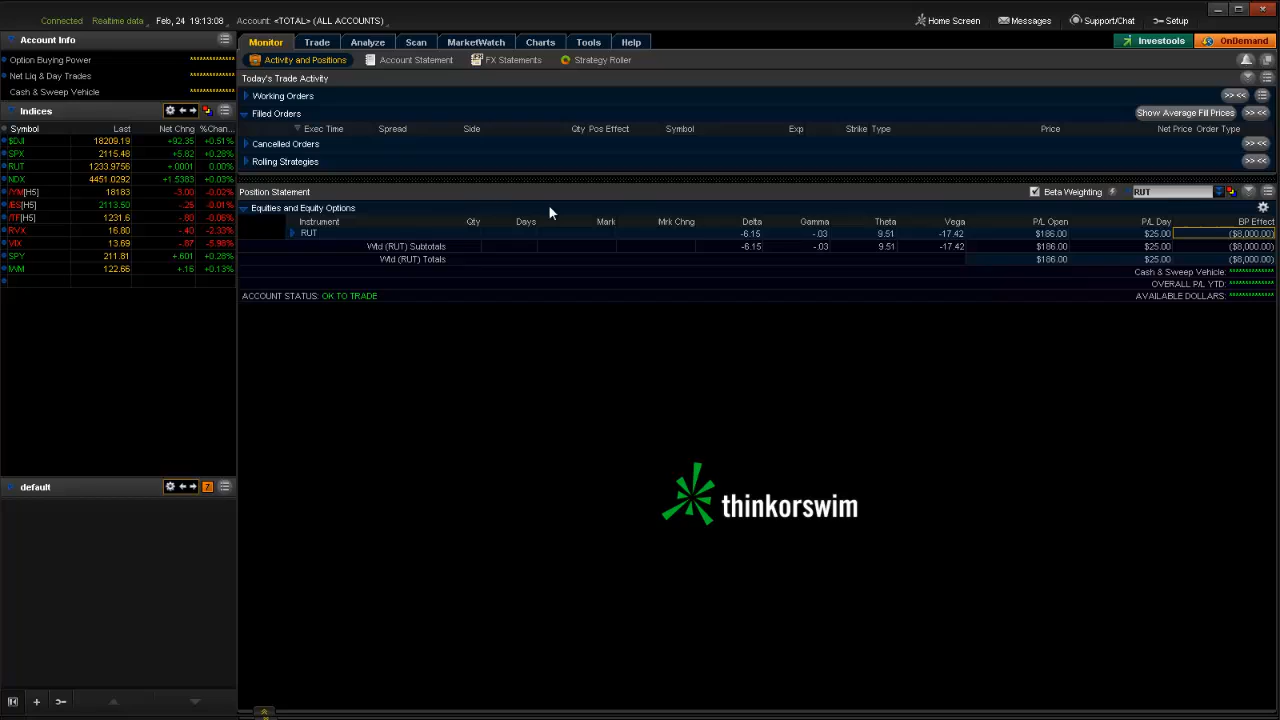 Connected Realtime data Feb, 24 19:13:08 Account: <TOTAL> (ALL ACCOUNTS) Home Screen Messages Support/Chat Setup
Account Info
Option Buying Power *************
Net Liq & Day Trades *************
Cash & Sweep Vehicle *************
Indices
Symbol Last Net Chng %Chan...
$DJI 18209.19 +92.35 +0.51%
SPX 2115.48 +5.82 +0.28%
RUT 1233.9756 +.0001 0.00%
NDX 4451.0292 +1.5383 +0.03%
/YM[H5] 18183 -3.00 -0.02%
/ES[H5] 2113.50 -.25 -0.01%
/TF[H5] 1231.6 -.80 -0.06%
RVX 16.80 -.40 -2.33%
VIX 13.69 -.87 -5.98%
SPY 211.81 +.601 +0.28%
IWM 122.66 +.16 +0.13%
default
7
Monitor Trade Analyze Scan MarketWatch Charts Tools Help Investools OnDemand
Activity and Positions Account Statement FX Statements Strategy Roller
Today's Trade Activity
Working Orders >> <<
Filled Orders Show Average Fill Prices >> <<
Exec Time Spread Side Qty Pos Effect Symbol Exp Strike Type Price Net Price Order Type
Cancelled Orders >> <<
Rolling Strategies >> <<
Position Statement Beta Weighting RUT
Equities and Equity Options
Instrument Qty Days Mark Mrk Chng Delta Gamma Theta Vega P/L Open P/L Day BP Effect
RUT -6.15 -.03 9.51 -17.42 $186.00 $25.00 ($8,000.00)
Wtd (RUT) Subtotals -6.15 -.03 9.51 -17.42 $186.00 $25.00 ($8,000.00)
Wtd (RUT) Totals $186.00 $25.00 ($8,000.00)
Cash & Sweep Vehicle: *************
OVERALL P/L YTD: *************
ACCOUNT STATUS: OK TO TRADE AVAILABLE DOLLARS: *************
thinkorswim